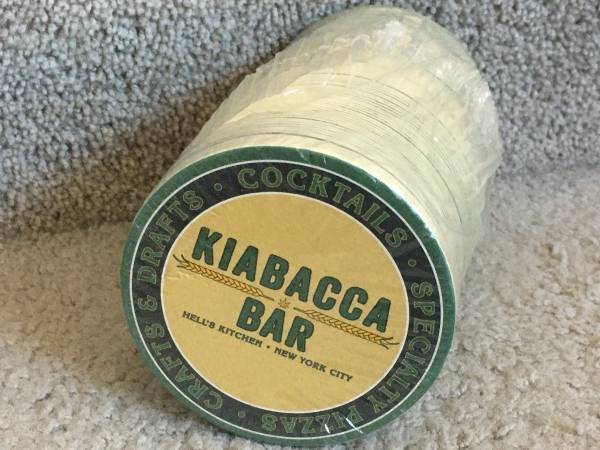 CRAFTS & DRAFTS • COCKTAILS • SPECIALTY PIZZAS •
KIABACCA
BAR
HELL'S KITCHEN • NEW YORK CITY